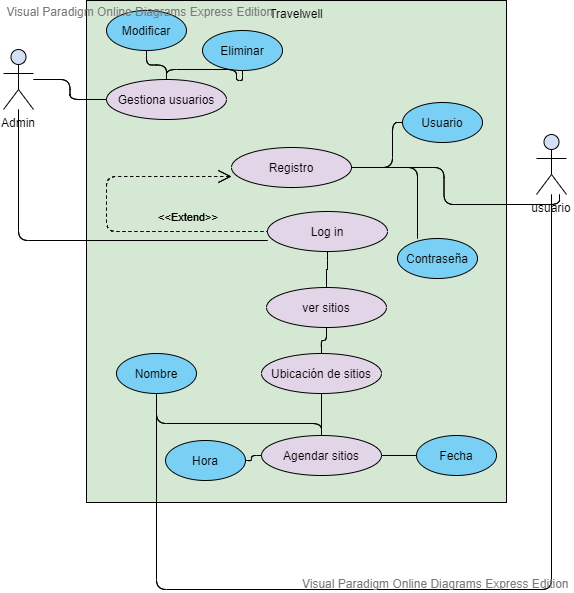 Visual Paradigm Online Diagrams Express Edition
Travelwell
Modificar
Eliminar
Gestiona usuarios
Admin
Usuario
Registro
usuario
<<Extend>>
Log in
Contraseña
ver sitios
Nombre
Ubicación de sitios
Hora
Agendar sitios
Fecha
Visual Paradigm Online Diagrams Express Edition